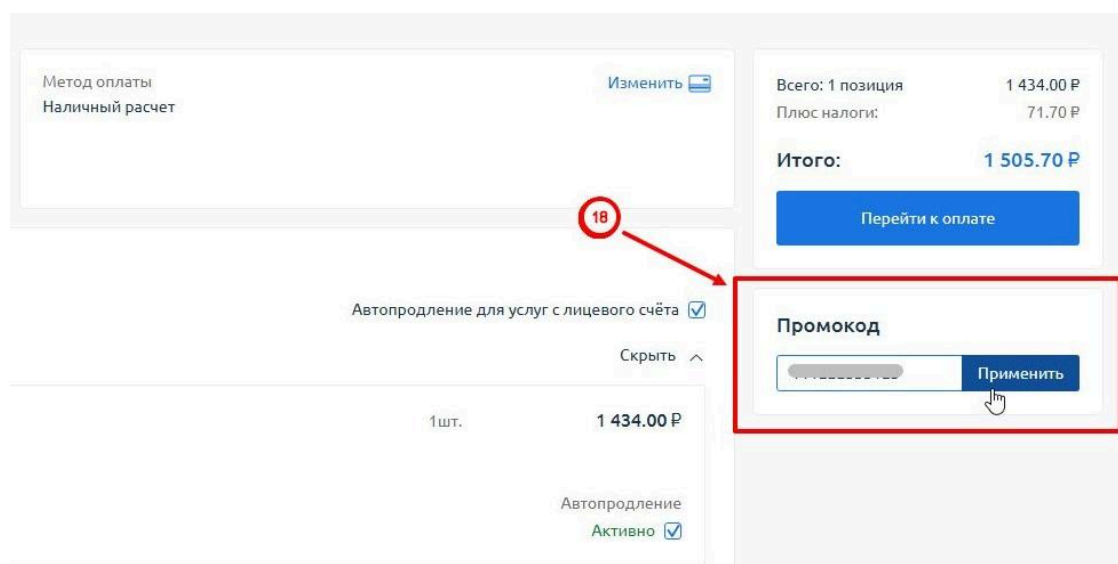 Метод оплаты
Изменить
Наличный расчет
Всего: 1 позиция 1 434.00 ₽
Плюс налоги: 71.70 ₽
Итого: 1 505.70 ₽
Перейти к оплате
18
Автопродление для услуг с лицевого счёта
Скрыть
1шт. 1 434.00 ₽
Автопродление
Активно
Промокод
Применить